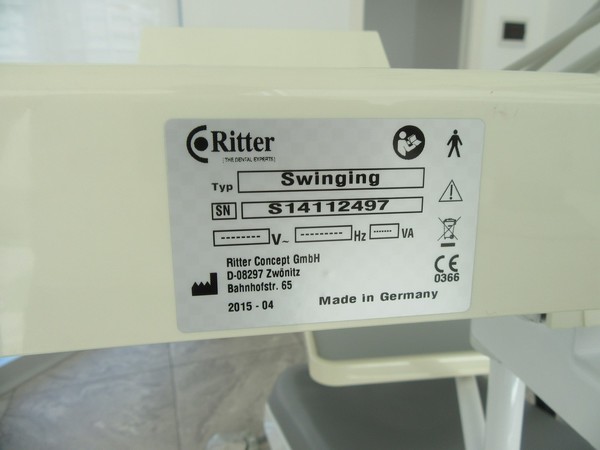 Ritter
[THE DENTAL EXPERTS]
Typ Swinging
SN S14112497
-------- V~ --------- Hz ------ VA
Ritter Concept GmbH
D-08297 Zwönitz
Bahnhofstr. 65
2015 - 04
Made in Germany
CE
0366